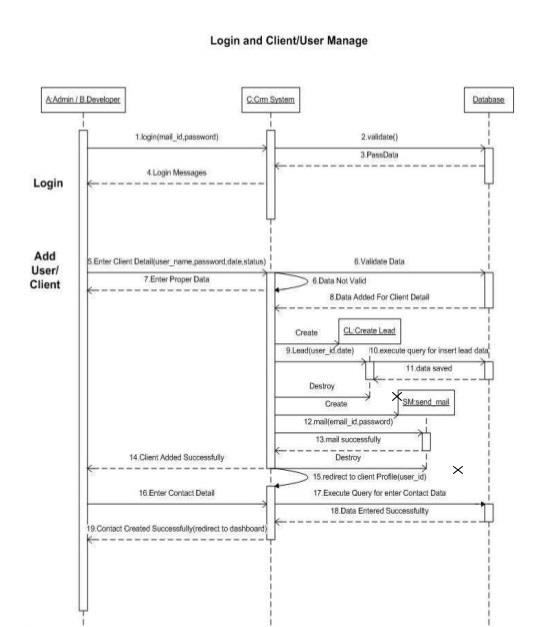 Login and Client/User Manage
A:Admin / B.Developer
C:Crm System
Database
1.login(mail_id,password)
2.validate()
3.PassData
4.Login Messages
Login
Add
User/
Client
5.Enter Client Detail(user_name,password,date,status)
6.Validate Data
7.Enter Proper Data
6.Data Not Valid
8.Data Added For Client Detail
Create
CL:Create Lead
9.Lead(user_id,date)
10.execute query for insert lead data
11.data saved
Destroy
Create
SM:send_mail
12.mail(email_id,password)
13.mail successfully
14.Client Added Successfully
Destroy
15.redirect to client Profile(user_id)
16.Enter Contact Detail
17.Execute Query for enter Contact Data
18.Data Entered Successfullty
19.Contact Created Successfully(redirect to dashboard)